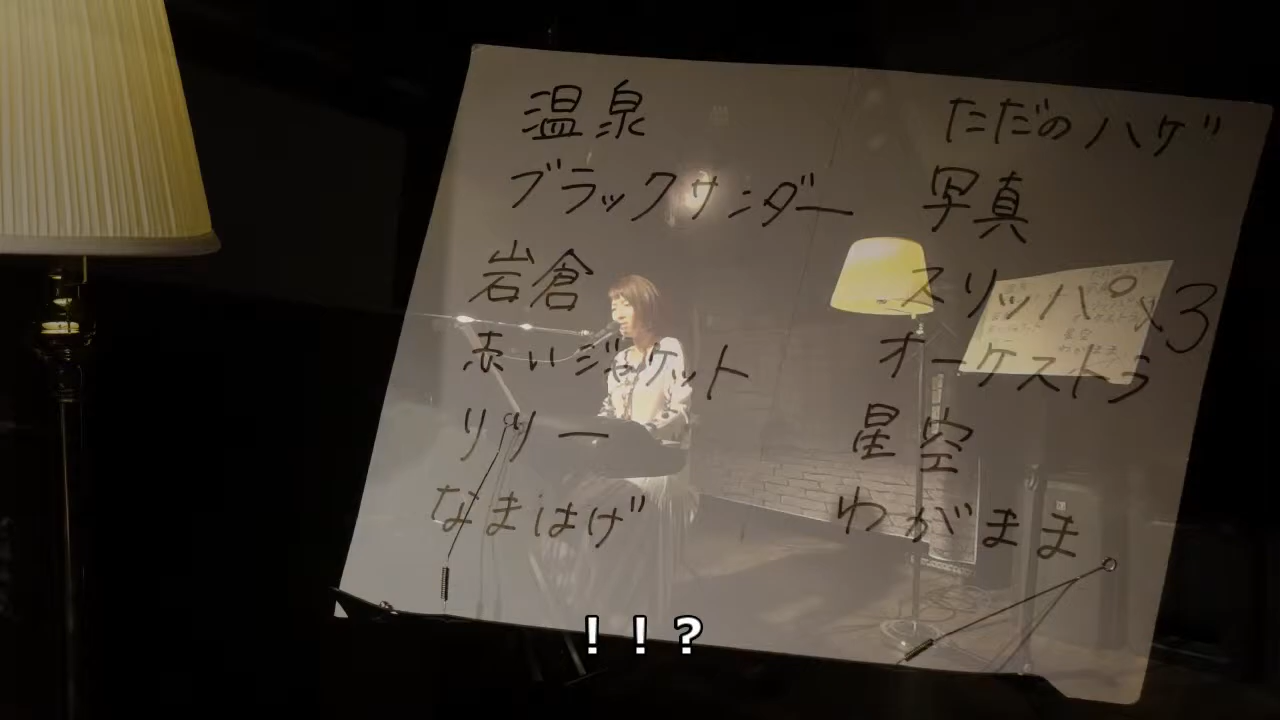 温泉
ブラックサンダー
岩倉
赤いジャケット
リリー
なまはげ
ただのハゲ
写真
スリッパ x3
オーケストラ
星空
わがまま
！！？